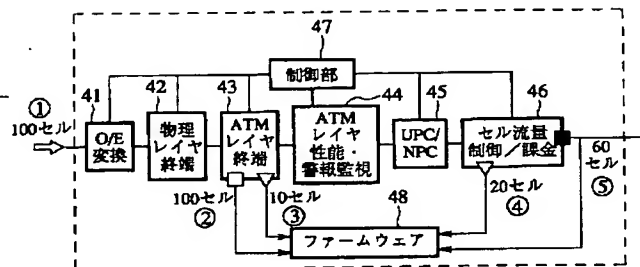 47
制御部
41
42
43
44
45
46
①
100セル
O/E
変換
物理
レイヤ
終端
ATM
レイヤ
終端
ATM
レイヤ
性能・
警報監視
UPC/
NPC
セル流量
制御/課金
100セル
②
10セル
③
20セル
④
60
セル
⑤
48
ファームウェア